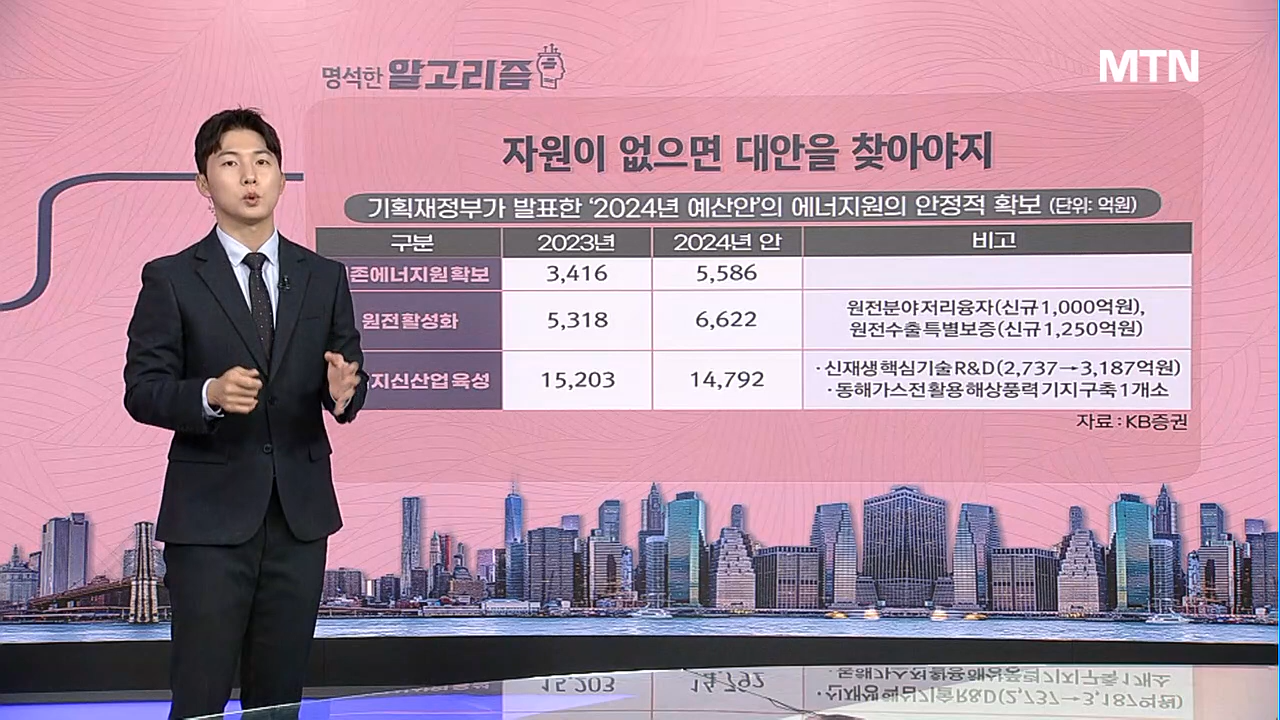 명석한 알고리즘
MTN
자원이 없으면 대안을 찾아야지
기획재정부가 발표한 '2024년 예산안'의 에너지원의 안정적 확보 (단위: 억원)
구분 2023년 2024년 안 비고
존에너지원 확보 3,416 5,586
원전 활성화 5,318 6,622 원전분야 저리융자(신규 1,000억원),
원전수출 특별보증(신규 1,250억원)
지신산업 육성 15,203 14,792 ·신재생 핵심기술 R&D(2,737→3,187억원)
·동해가스전 활용 해상풍력 기지 구축 1개소
자료 : KB증권